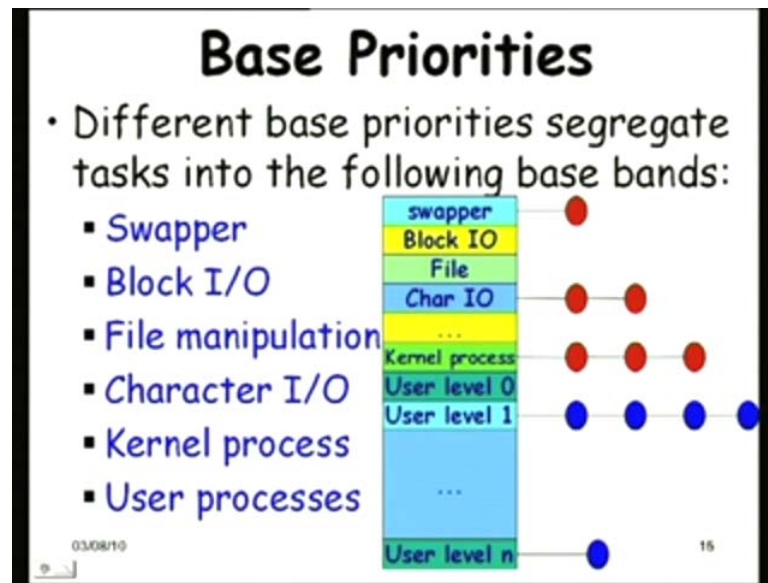 Base Priorities
• Different base priorities segregate
tasks into the following base bands:
▪ Swapper
▪ Block I/O
▪ File manipulation
▪ Character I/O
▪ Kernel process
▪ User processes
swapper
Block IO
File
Char IO
...
Kernel process
User level 0
User level 1
...
User level n
03/08/10
15